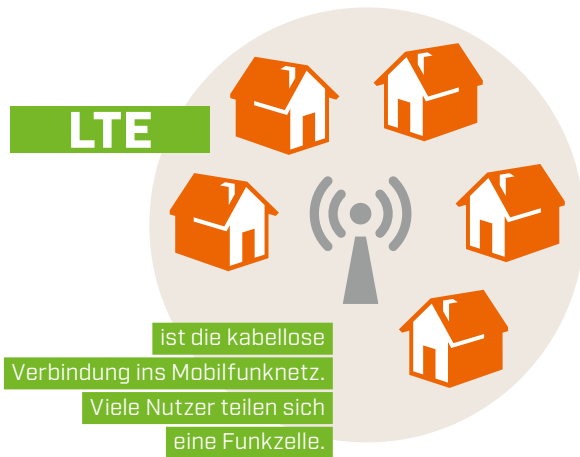 LTE
ist die kabellose
Verbindung ins Mobilfunknetz.
Viele Nutzer teilen sich
eine Funkzelle.